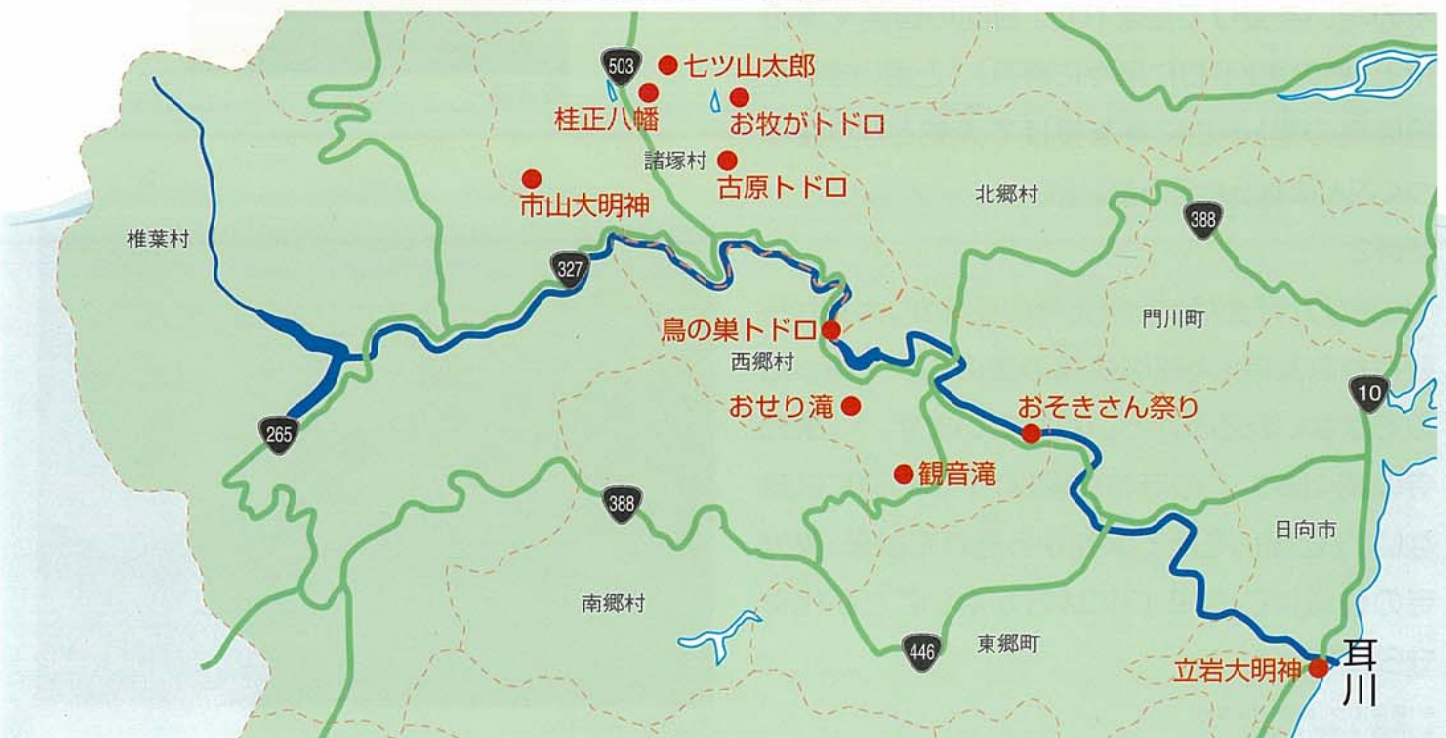 503
七ツ山太郎
桂正八幡
お牧がトドロ
諸塚村
古原トドロ
市山大明神
北郷村
388
椎葉村
327
門川町
鳥の巣トドロ
西郷村
10
おせり滝
おそきさん祭り
265
観音滝
388
日向市
南郷村
東郷町
446
立岩大明神
耳川